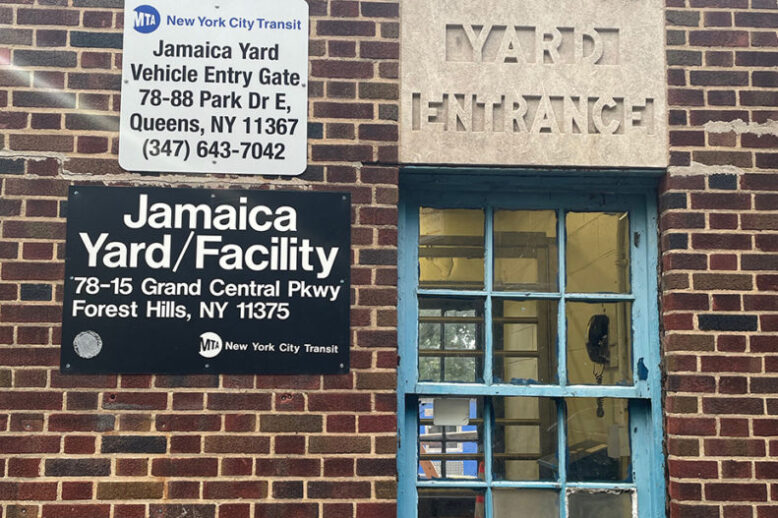 MTA New York City Transit
Jamaica Yard
Vehicle Entry Gate
78-88 Park Dr E,
Queens, NY 11367
(347) 643-7042
YARD
ENTRANCE
Jamaica
Yard/Facility
78-15 Grand Central Pkwy
Forest Hills, NY 11375
MTA New York City Transit